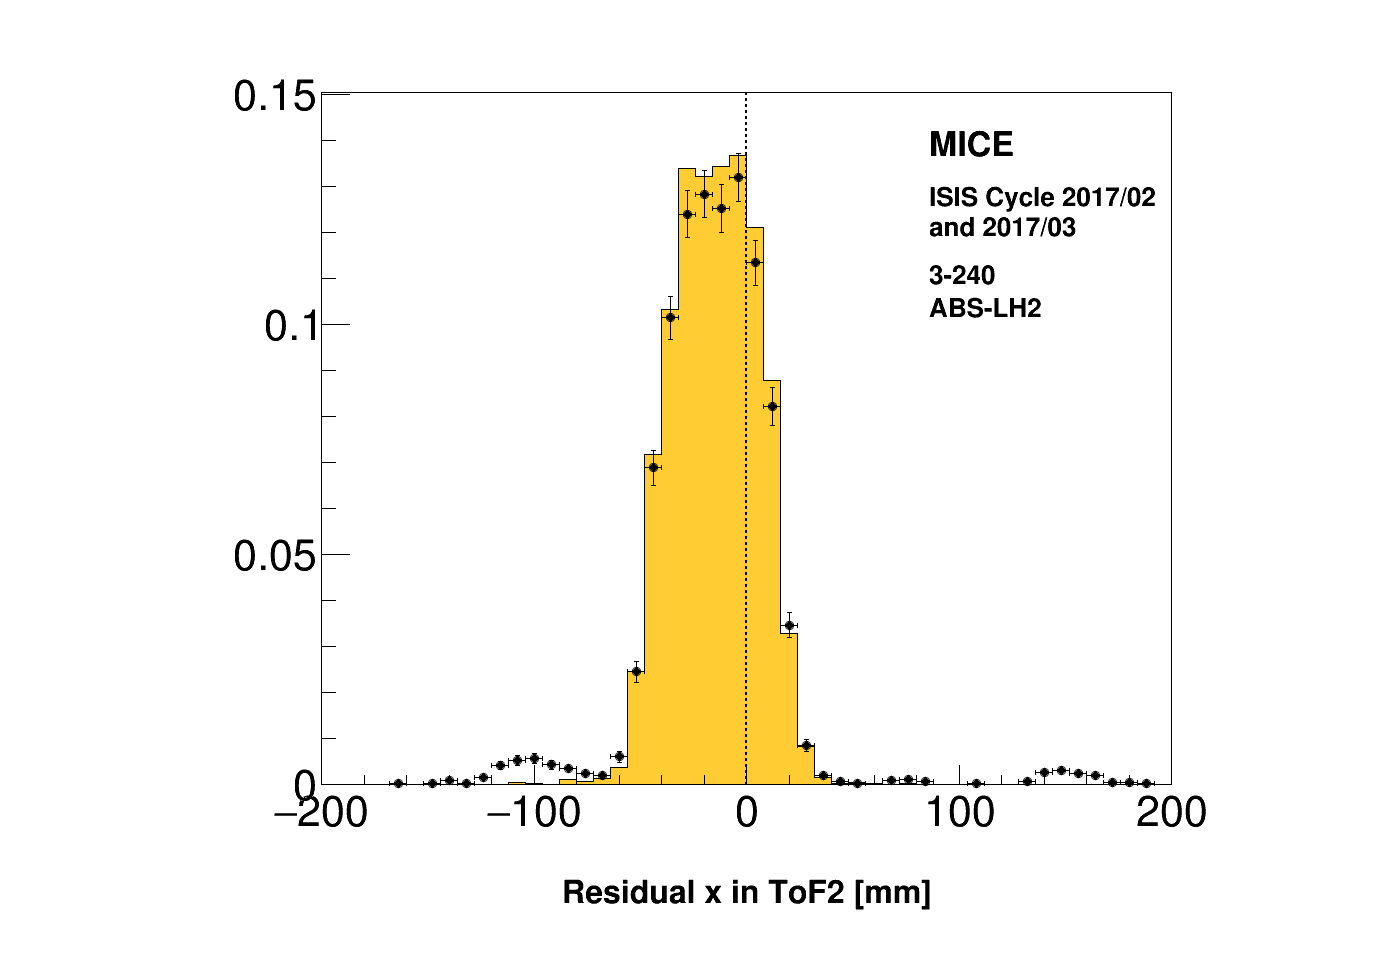 0.15
MICE
ISIS Cycle 2017/02
and 2017/03
3-240
ABS-LH2
0.1
0.05
0
−200 −100 0 100 200
Residual x in ToF2 [mm]